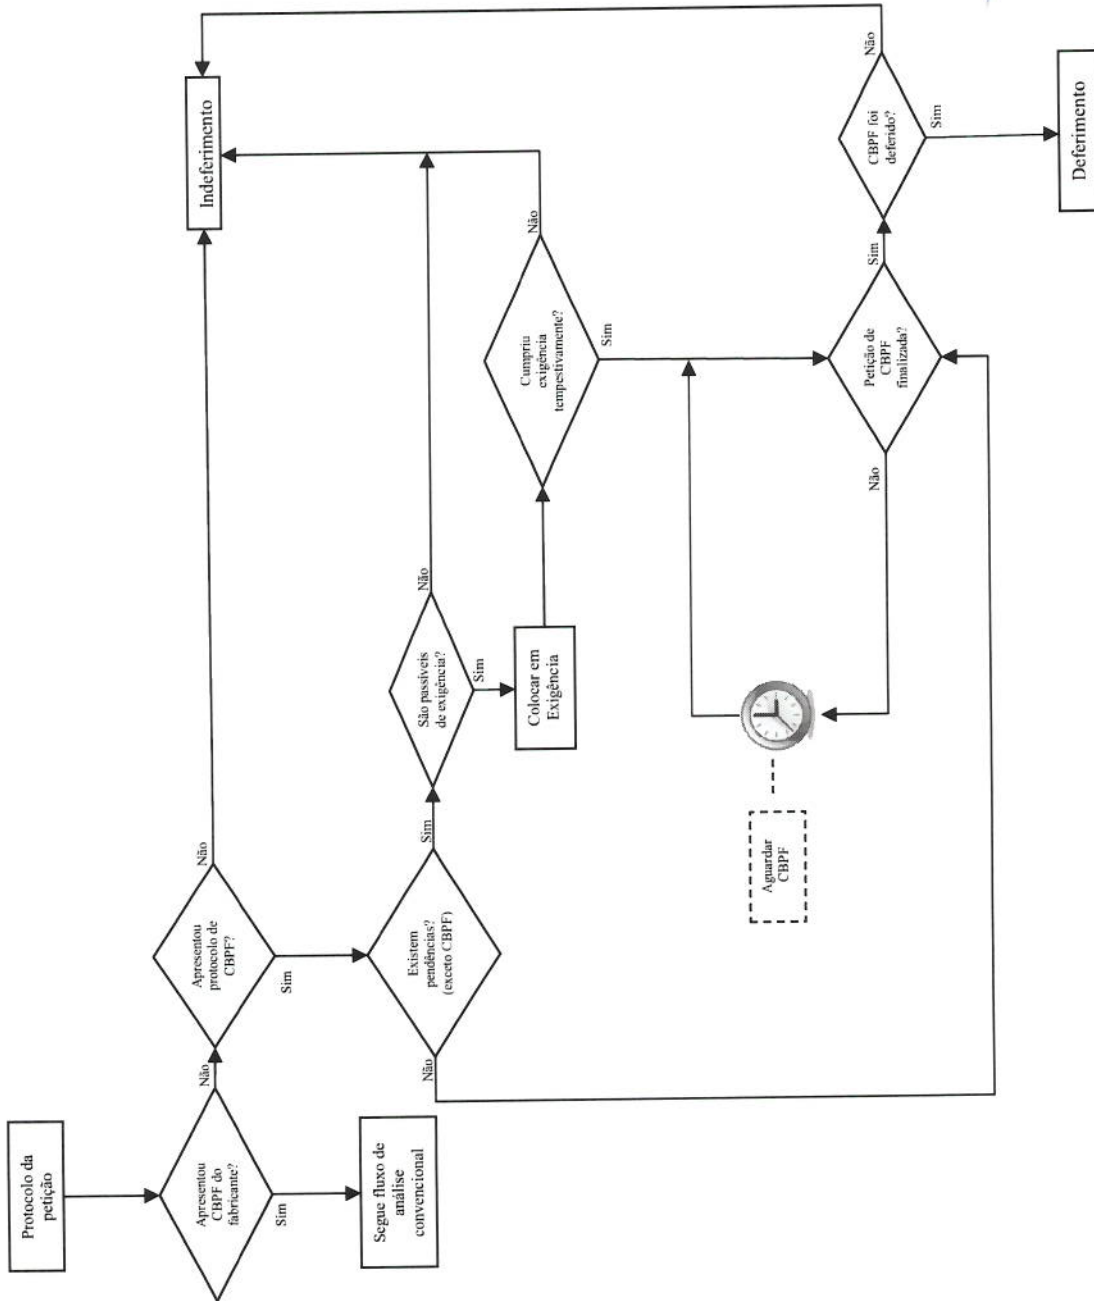 Protocolo da
petição
Apresentou
CBPF do
fabricante?
Não
Sim
Segue fluxo de
análise
convencional
Apresentou
protocolo de
CBPF?
Não
Sim
Indeferimento
Existem
pendências?
(exceto CBPF)
Não
Sim
São passíveis
de exigência?
Não
Sim
Colocar em
Exigência
Cumpriu
exigência
tempestivamente?
Não
Sim
Aguardar
CBPF
Petição de
CBPF
finalizada?
Não
Sim
CBPF foi
deferido?
Não
Sim
Deferimento